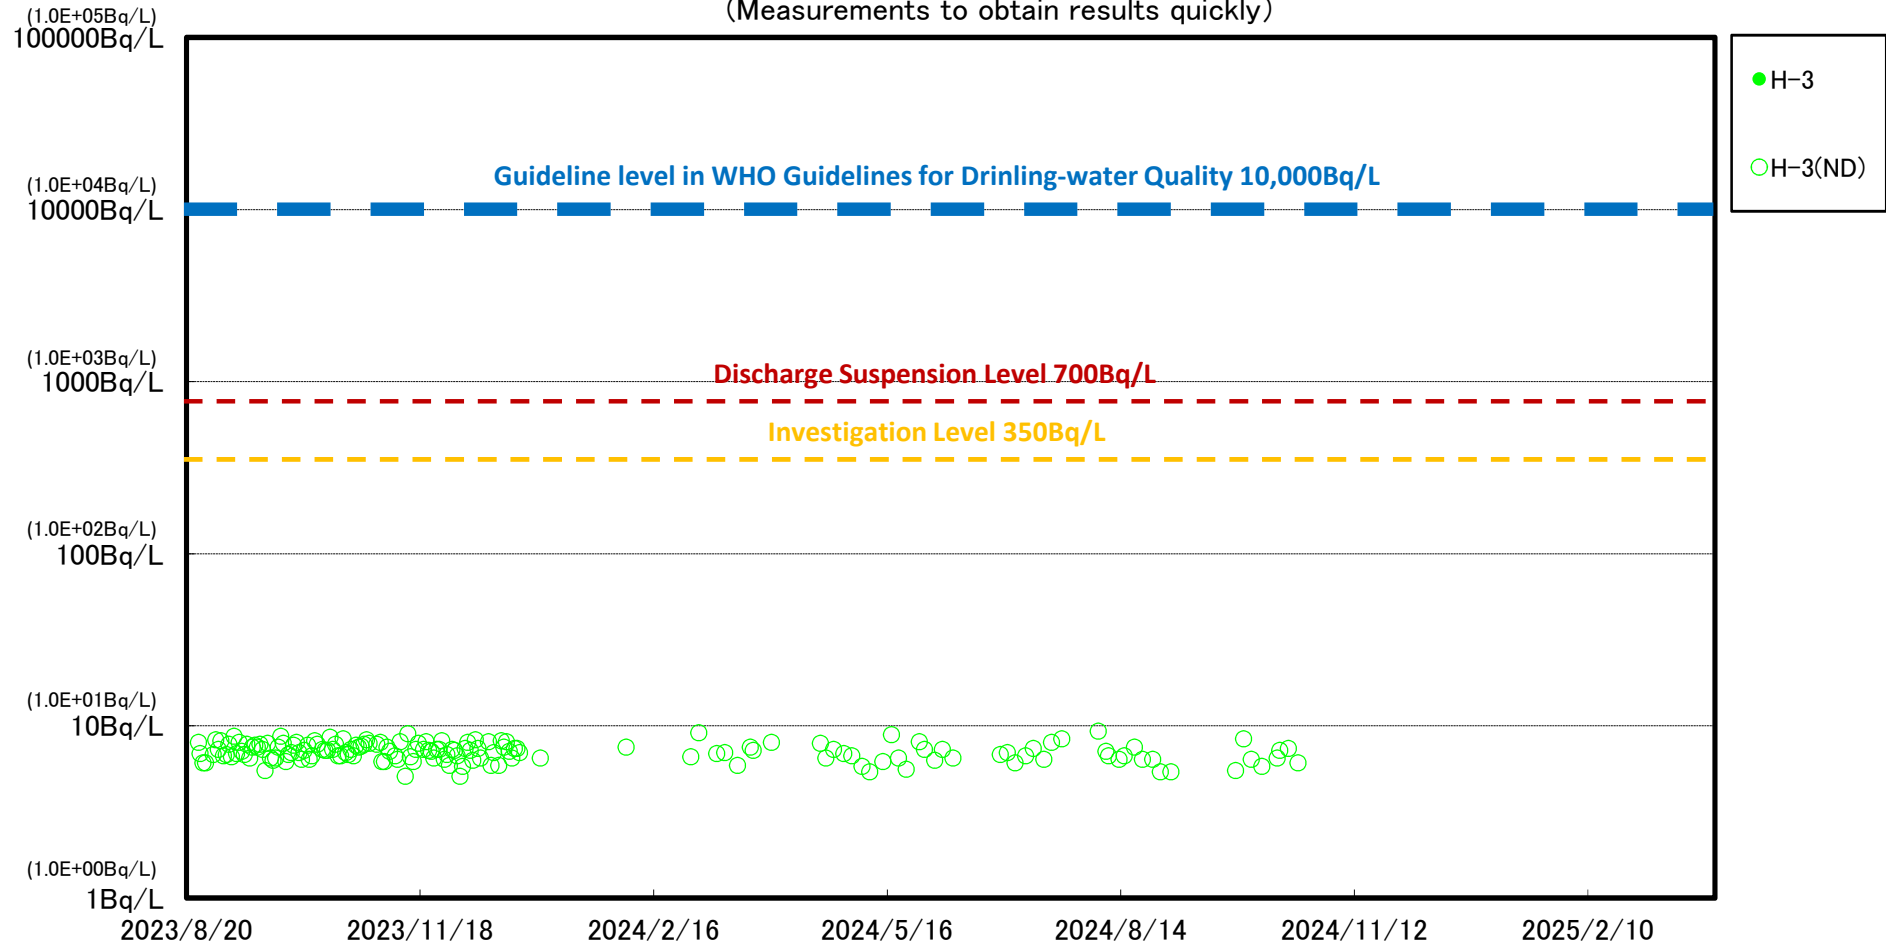 (Measurements to obtain results quickly)
(1.0E+05Bq/L)
100000Bq/L
H-3
H-3(ND)
Guideline level in WHO Guidelines for Drinling-water Quality 10,000Bq/L
(1.0E+04Bq/L)
10000Bq/L
(1.0E+03Bq/L)
1000Bq/L
Discharge Suspension Level 700Bq/L
Investigation Level 350Bq/L
(1.0E+02Bq/L)
100Bq/L
(1.0E+01Bq/L)
10Bq/L
(1.0E+00Bq/L)
1Bq/L
2023/8/20 2023/11/18 2024/2/16 2024/5/16 2024/8/14 2024/11/12 2025/2/10